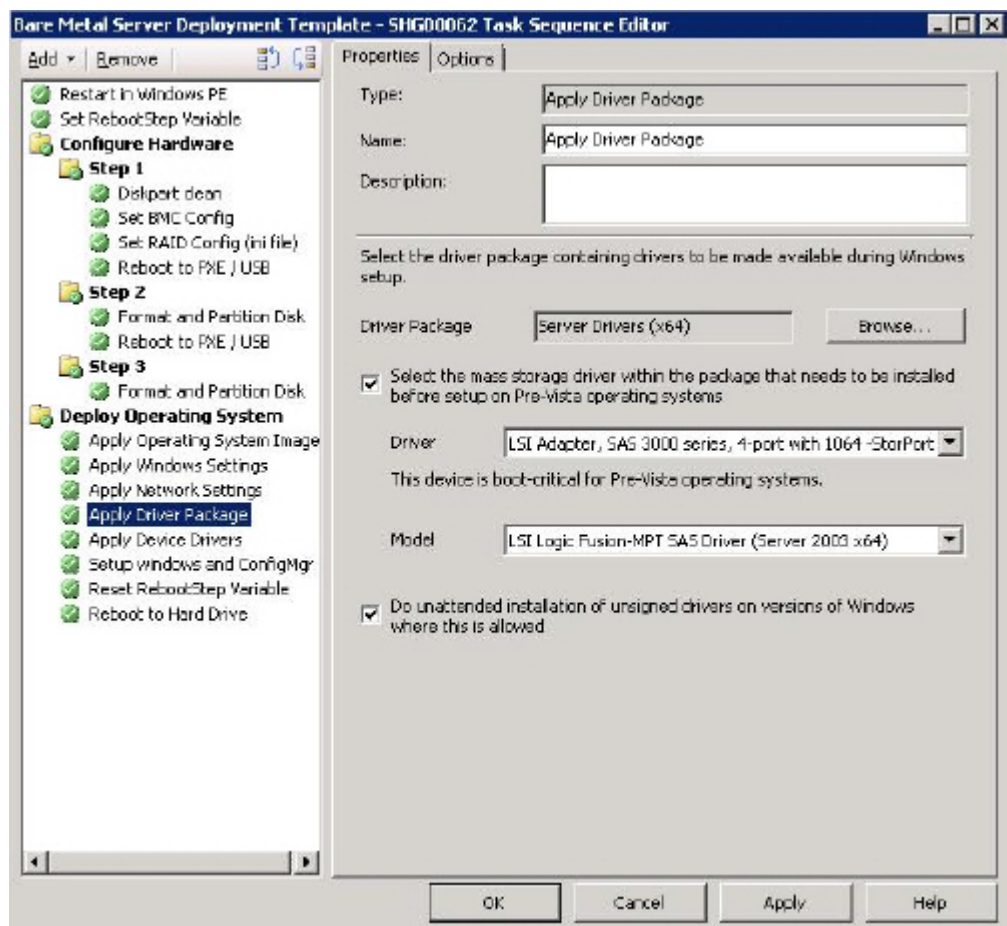 Bare Metal Server Deployment Template - SHG00062 Task Sequence Editor
Add Remove
Restart in Windows PE
Set RebootStep Variable
Configure Hardware
Step 1
Diskpart clean
Set BMC Config
Set RAID Config (ini file)
Reboot to PXE / USB
Step 2
Format and Partition Disk
Reboot to PXE / USB
Step 3
Format and Partition Disk
Deploy Operating System
Apply Operating System Image
Apply Windows Settings
Apply Network Settings
Apply Driver Package
Apply Device Drivers
Setup windows and ConfigMgr
Reset RebootStep Variable
Reboot to Hard Drive
Properties Options
Type: Apply Driver Package
Name: Apply Driver Package
Description:
Select the driver package containing drivers to be made available during Windows
setup.
Driver Package Server Drivers (x64) Browse...
Select the mass storage driver within the package that needs to be installed
before setup on Pre-Vista operating systems
Driver LSI Adapter, SAS 3000 series, 4-port with 1064 -StorPort
This device is boot-critical for Pre-Vista operating systems.
Model LSI Logic Fusion-MPT SAS Driver (Server 2003 x64)
Do unattended installation of unsigned drivers on versions of Windows
where this is allowed
OK Cancel Apply Help